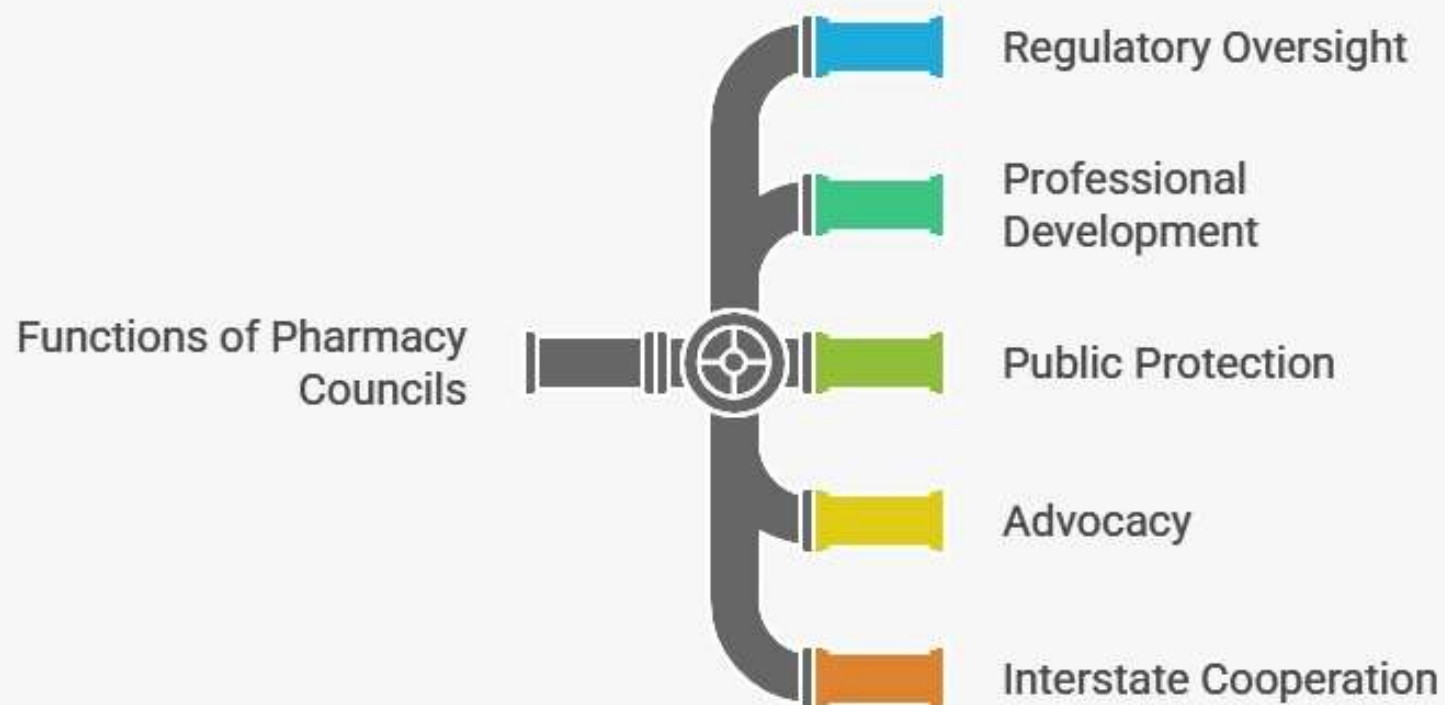 Functions of Pharmacy
Councils
Regulatory Oversight
Professional
Development
Public Protection
Advocacy
Interstate Cooperation